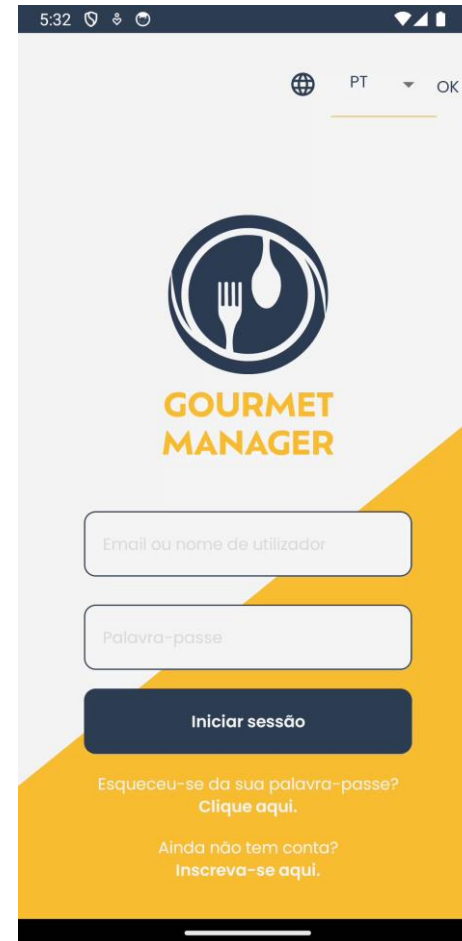 5:32
PT
OK
GOURMET
MANAGER
Email ou nome de utilizador
Palavra-passe
Iniciar sessão
Esqueceu-se da sua palavra-passe?
Clique aqui.
Ainda não tem conta?
Inscreva-se aqui.